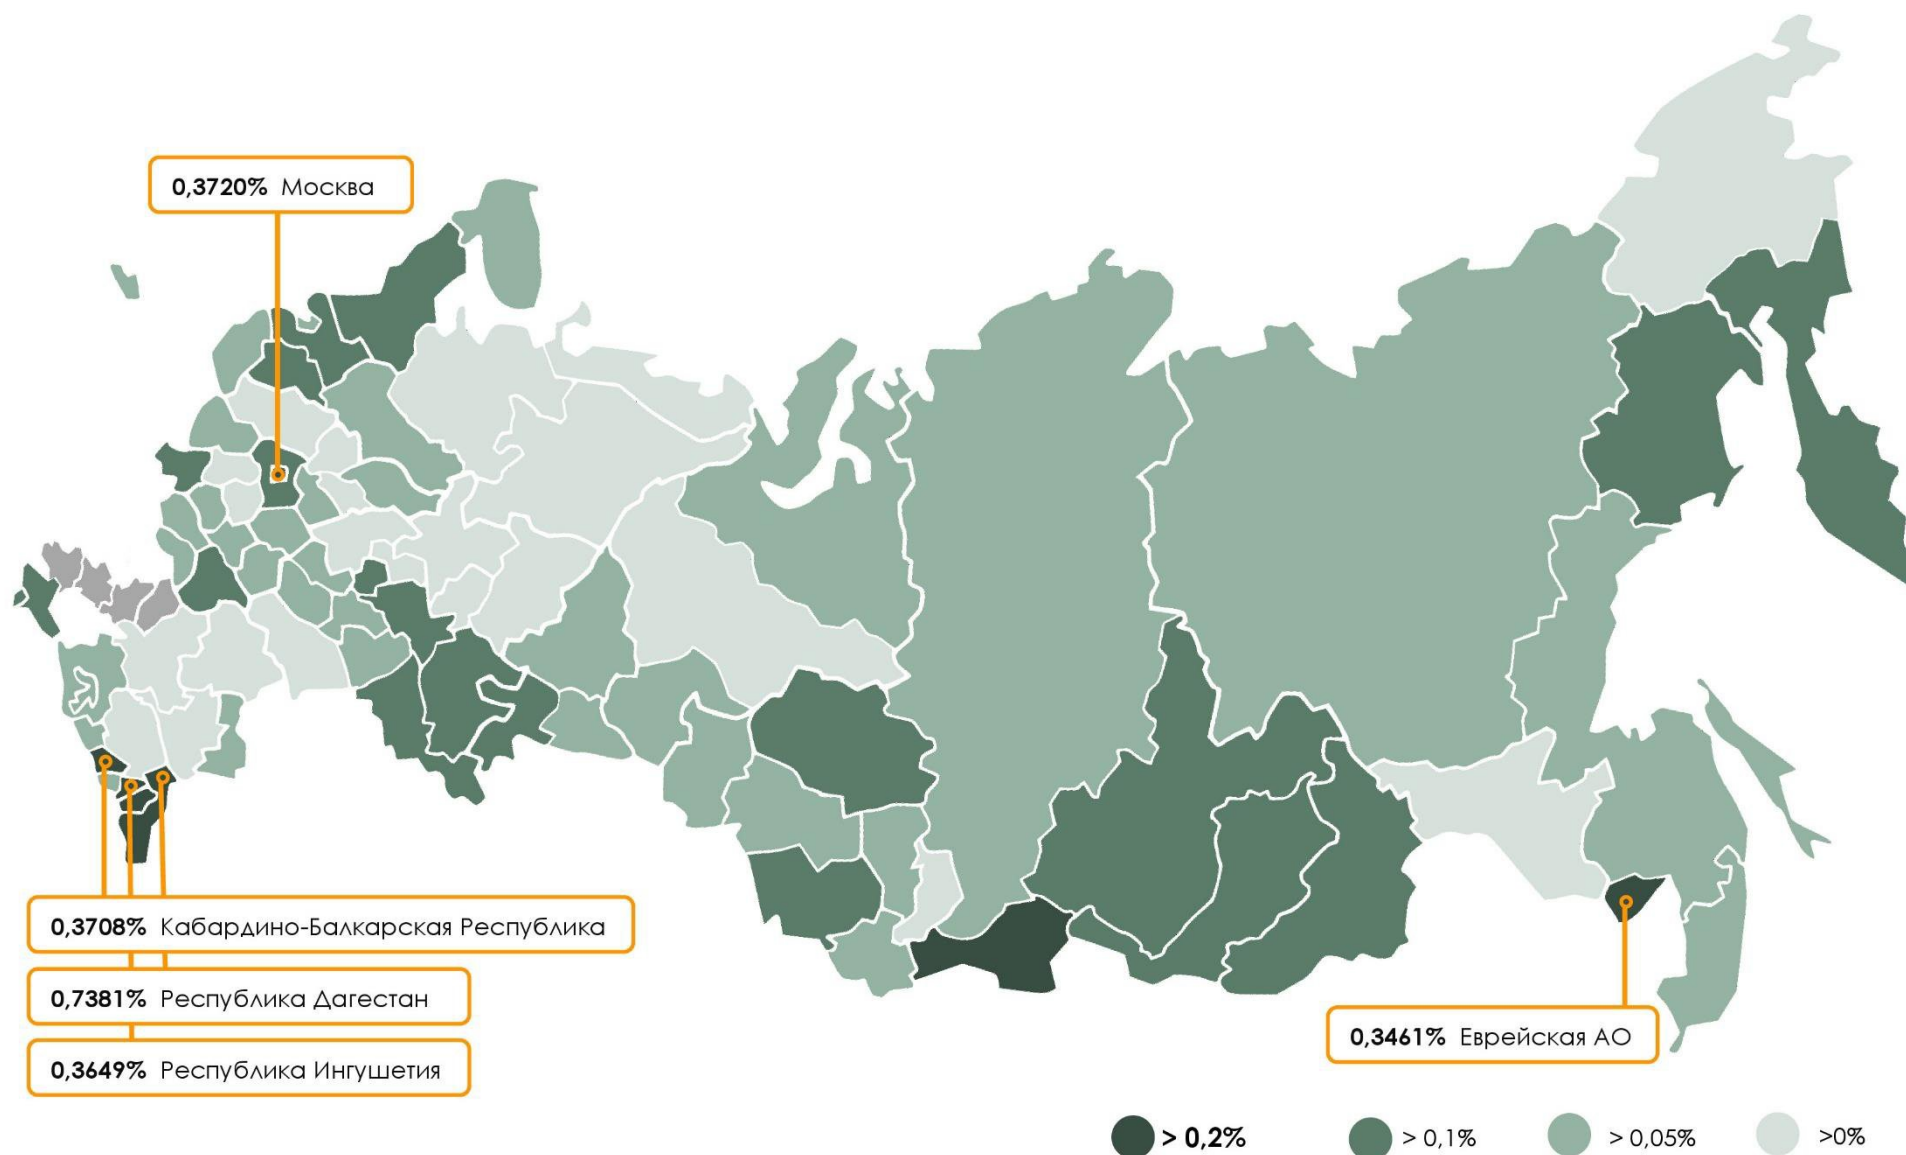 0,3720% Москва
0,3708% Кабардино-Балкарская Республика
0,7381% Республика Дагестан
0,3649% Республика Ингушетия
0,3461% Еврейская АО
> 0,2%
> 0,1%
> 0,05%
>0%